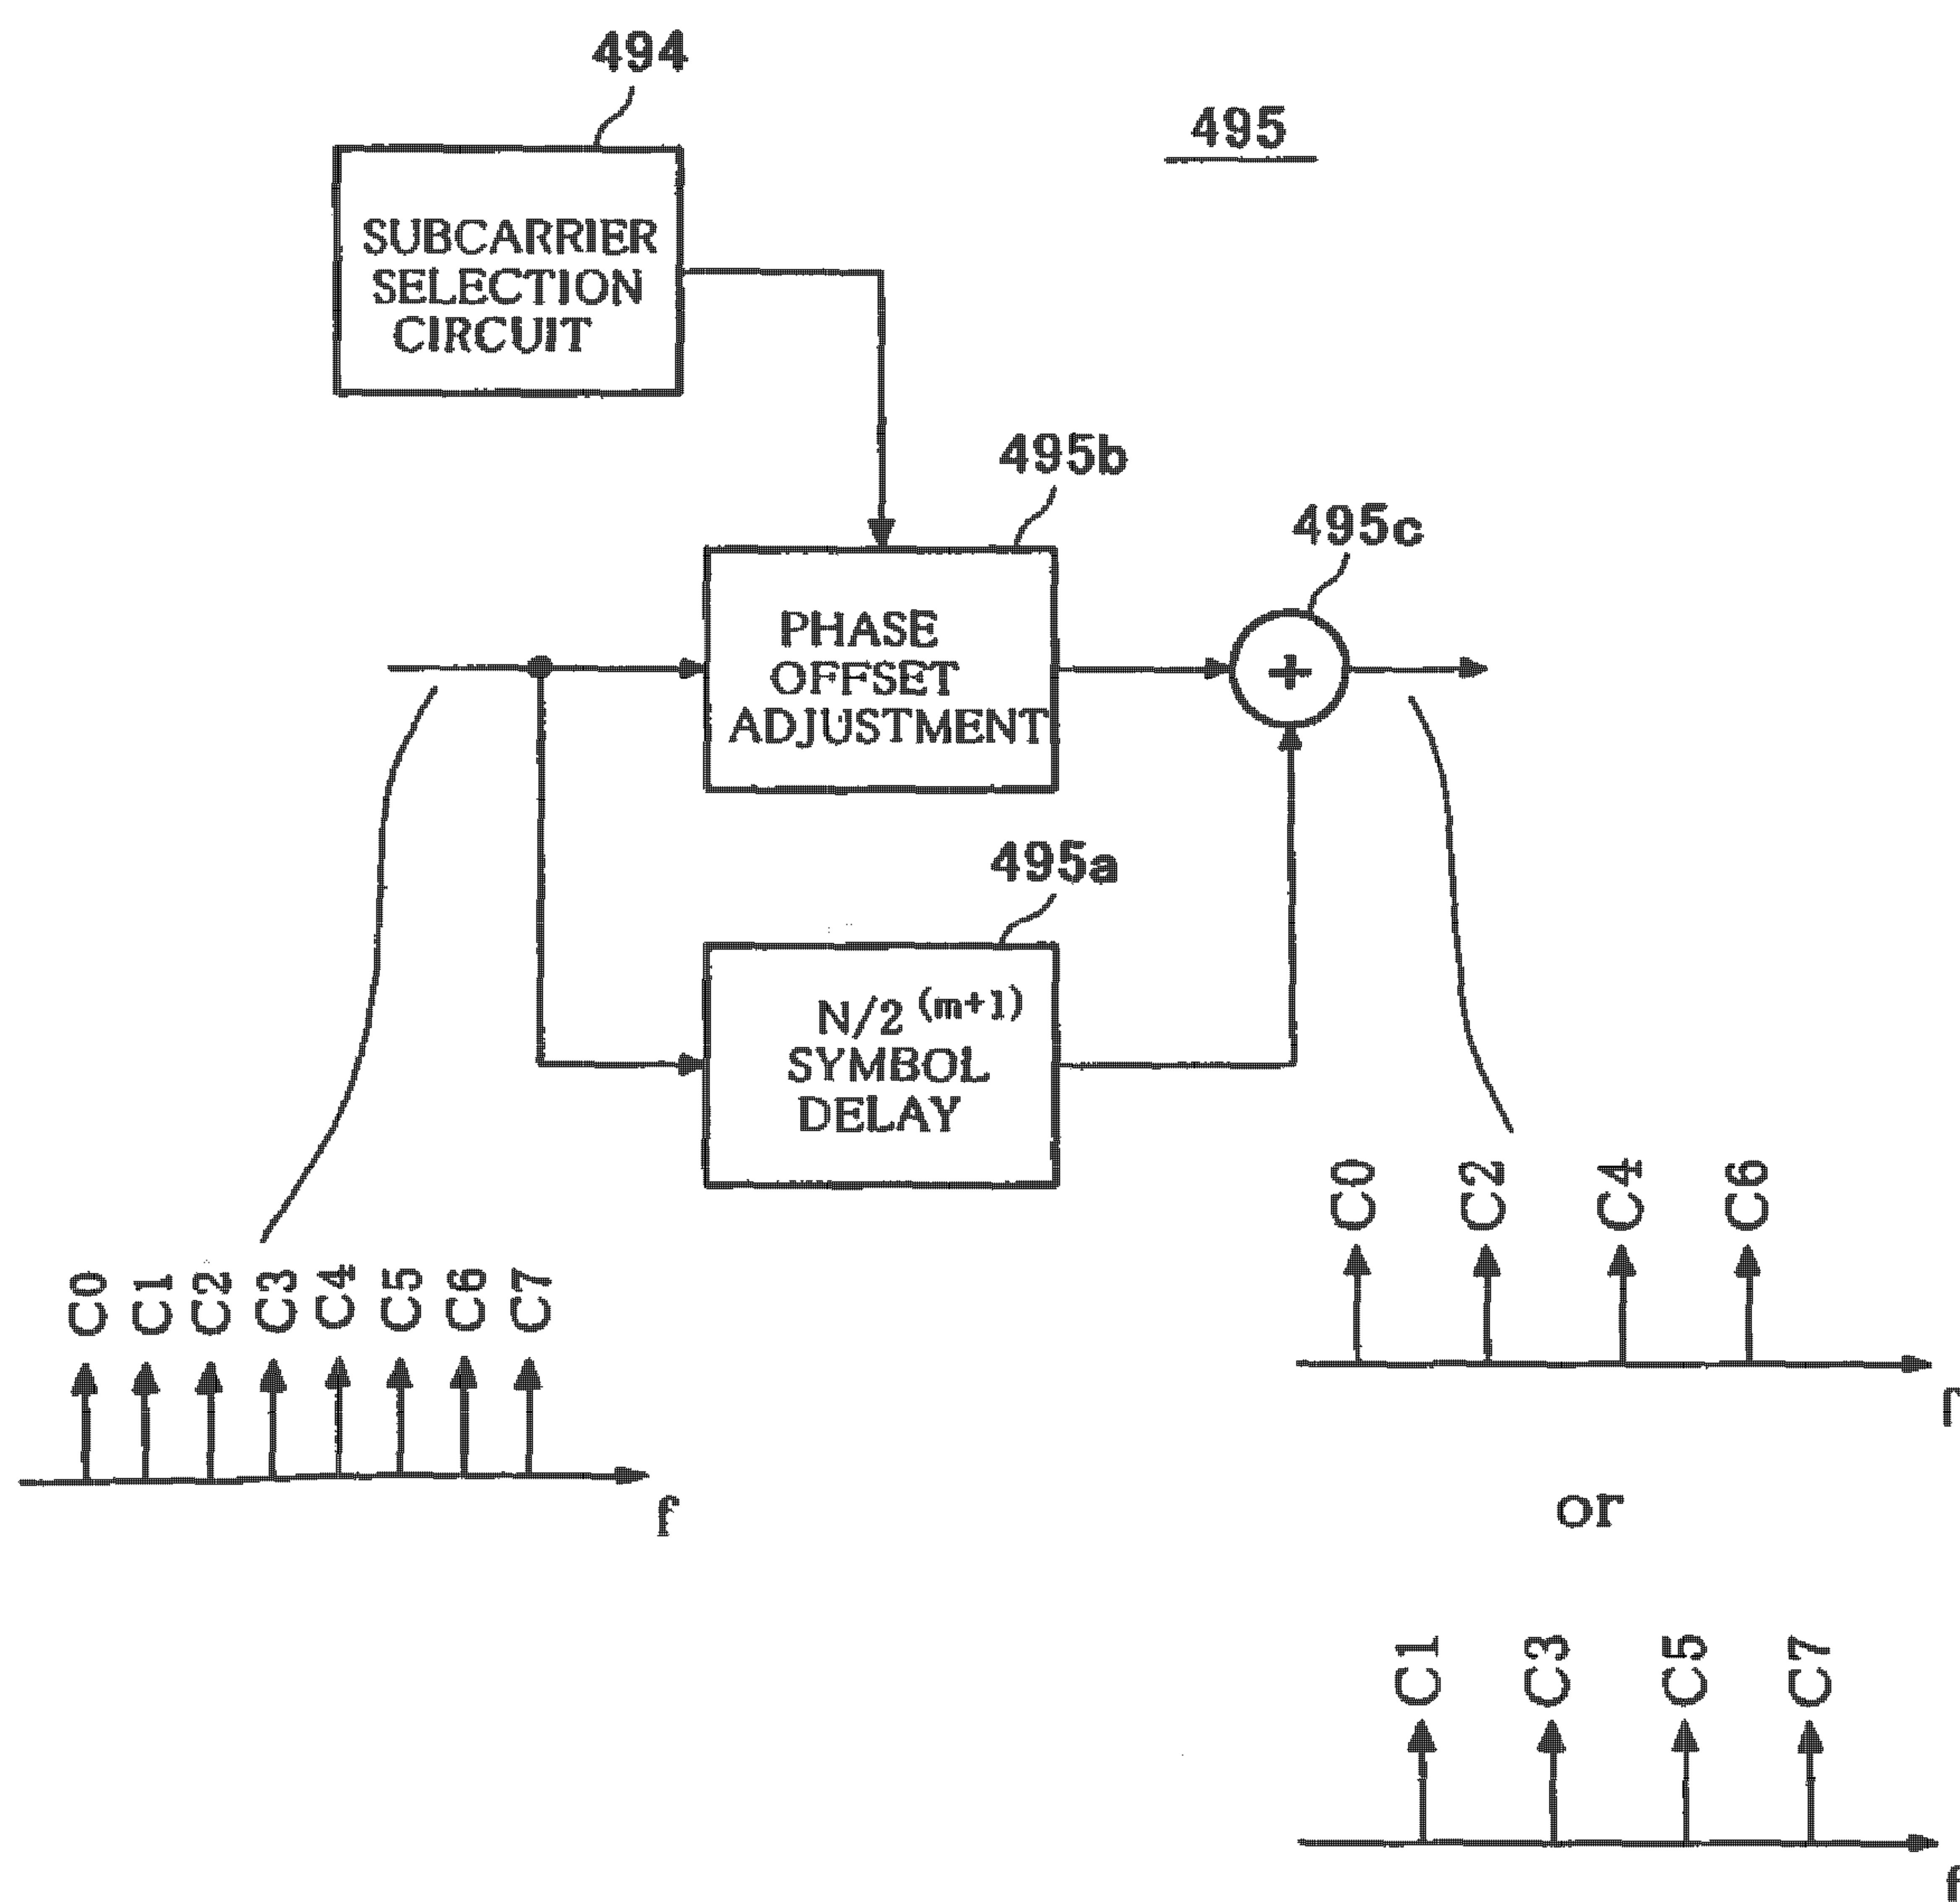 494
495
SUBCARRIER
SELECTION
CIRCUIT
495b
495c
PHASE
OFFSET
ADJUSTMENT
+
495a
N/2 (m+1)
SYMBOL
DELAY
C0 C2 C4 C6
C0 C1 C2 C3 C4 C5 C6 C7
f
or
C1 C3 C5 C7